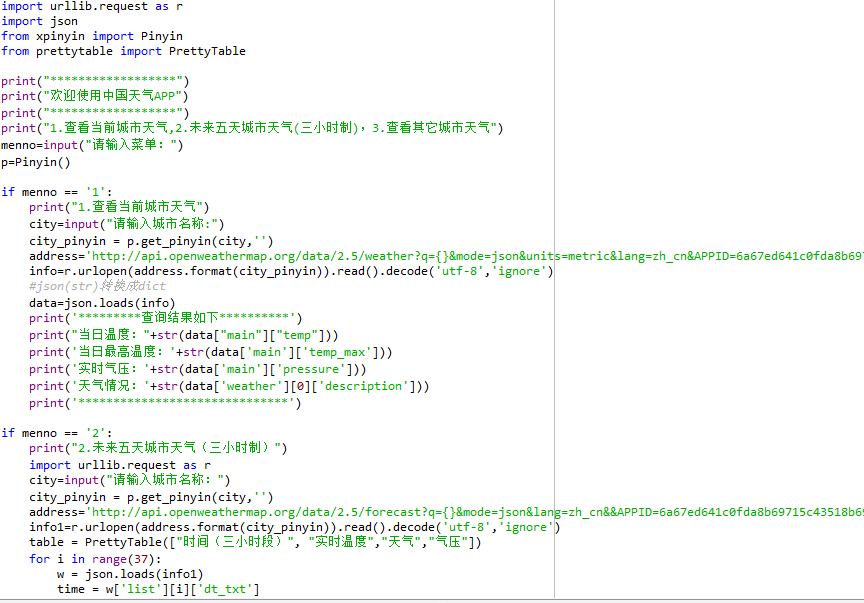 import urllib.request as r
import json
from xpinyin import Pinyin
from prettytable import PrettyTable
print("******************")
print("欢迎使用中国天气APP")
print("******************")
print("1.查看当前城市天气,2.未来五天城市天气(三小时制)，3.查看其它城市天气")
menno=input("请输入菜单：")
p=Pinyin()
if menno == '1':
print("1.查看当前城市天气")
city=input("请输入城市名称:")
city_pinyin = p.get_pinyin(city,'')
address='http://api.openweathermap.org/data/2.5/weather?q={}&mode=json&units=metric&lang=zh_cn&APPID=6a67ed641c0fda8b697
info=r.urlopen(address.format(city_pinyin)).read().decode('utf-8','ignore')
#json(str)转换成dict
data=json.loads(info)
print('*********查询结果如下**********')
print("当日温度："+str(data["main"]["temp"]))
print('当日最高温度：'+str(data['main']['temp_max']))
print('实时气压：'+str(data['main']['pressure']))
print('天气情况：'+str(data['weather'][0]['description']))
print('******************************')
if menno == '2':
print("2.未来五天城市天气（三小时制）")
import urllib.request as r
city=input("请输入城市名称：")
city_pinyin = p.get_pinyin(city,'')
address='http://api.openweathermap.org/data/2.5/forecast?q={}&mode=json&lang=zh_cn&&APPID=6a67ed641c0fda8b69715c43518b69
info1=r.urlopen(address.format(city_pinyin)).read().decode('utf-8','ignore')
table = PrettyTable(["时间（三小时段）", "实时温度","天气","气压"])
for i in range(37):
w = json.loads(info1)
time = w['list'][i]['dt_txt']